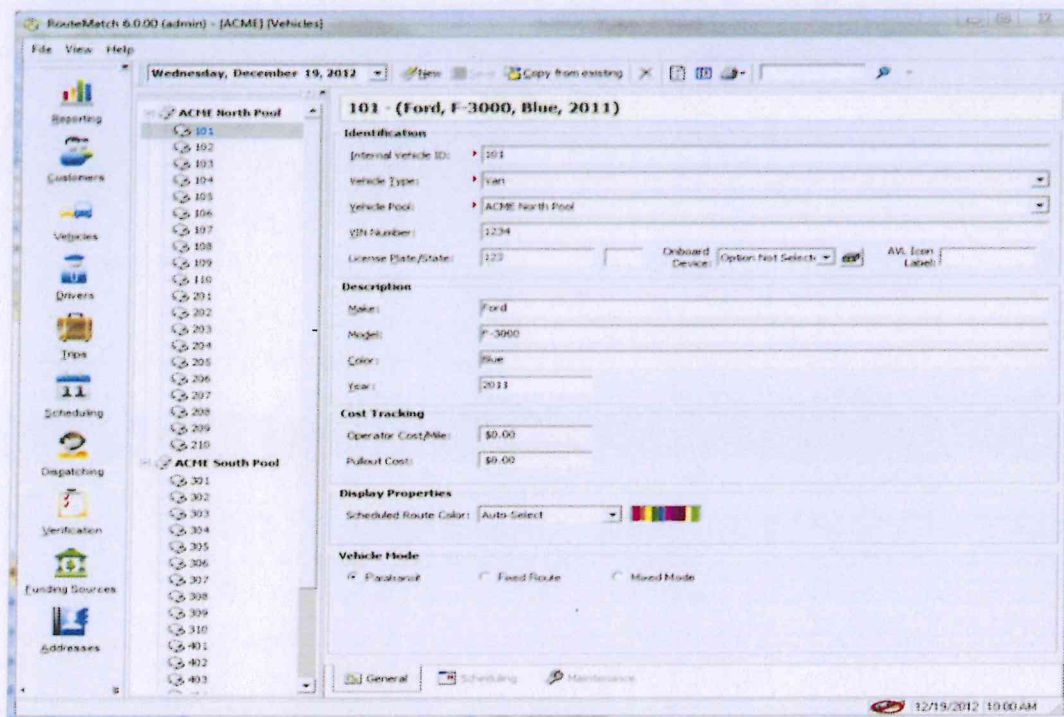 RouteMatch 6.0.00 (admin) - [ACME] [Vehicles]
File View Help
Wednesday, December 19, 2012 New Save Copy from existing
Reporting
Customers
Vehicles
Drivers
Trips
11
Scheduling
Dispatching
Verification
Funding Sources
Addresses
ACME North Pool
101
102
103
104
105
106
107
108
109
110
201
202
203
204
205
206
207
208
209
210
ACME South Pool
301
302
303
304
305
306
307
308
309
310
401
402
403
101 - (Ford, F-3000, Blue, 2011)
Identification
Internal Vehicle ID: 101
Vehicle Type: Van
Vehicle Pool: ACME North Pool
VIN Number: 1234
License Plate/State: 123 Onboard Device: Option Not Select AVL Icon Label:
Description
Make: Ford
Model: F-3000
Color: Blue
Year: 2011
Cost Tracking
Operator Cost/Mile: $0.00
Pullout Cost: $0.00
Display Properties
Scheduled Route Color: Auto-Select
Vehicle Mode
Paratransit Fixed Route Mixed Mode
General Scheduling Maintenance
12/19/2012 10:00 AM